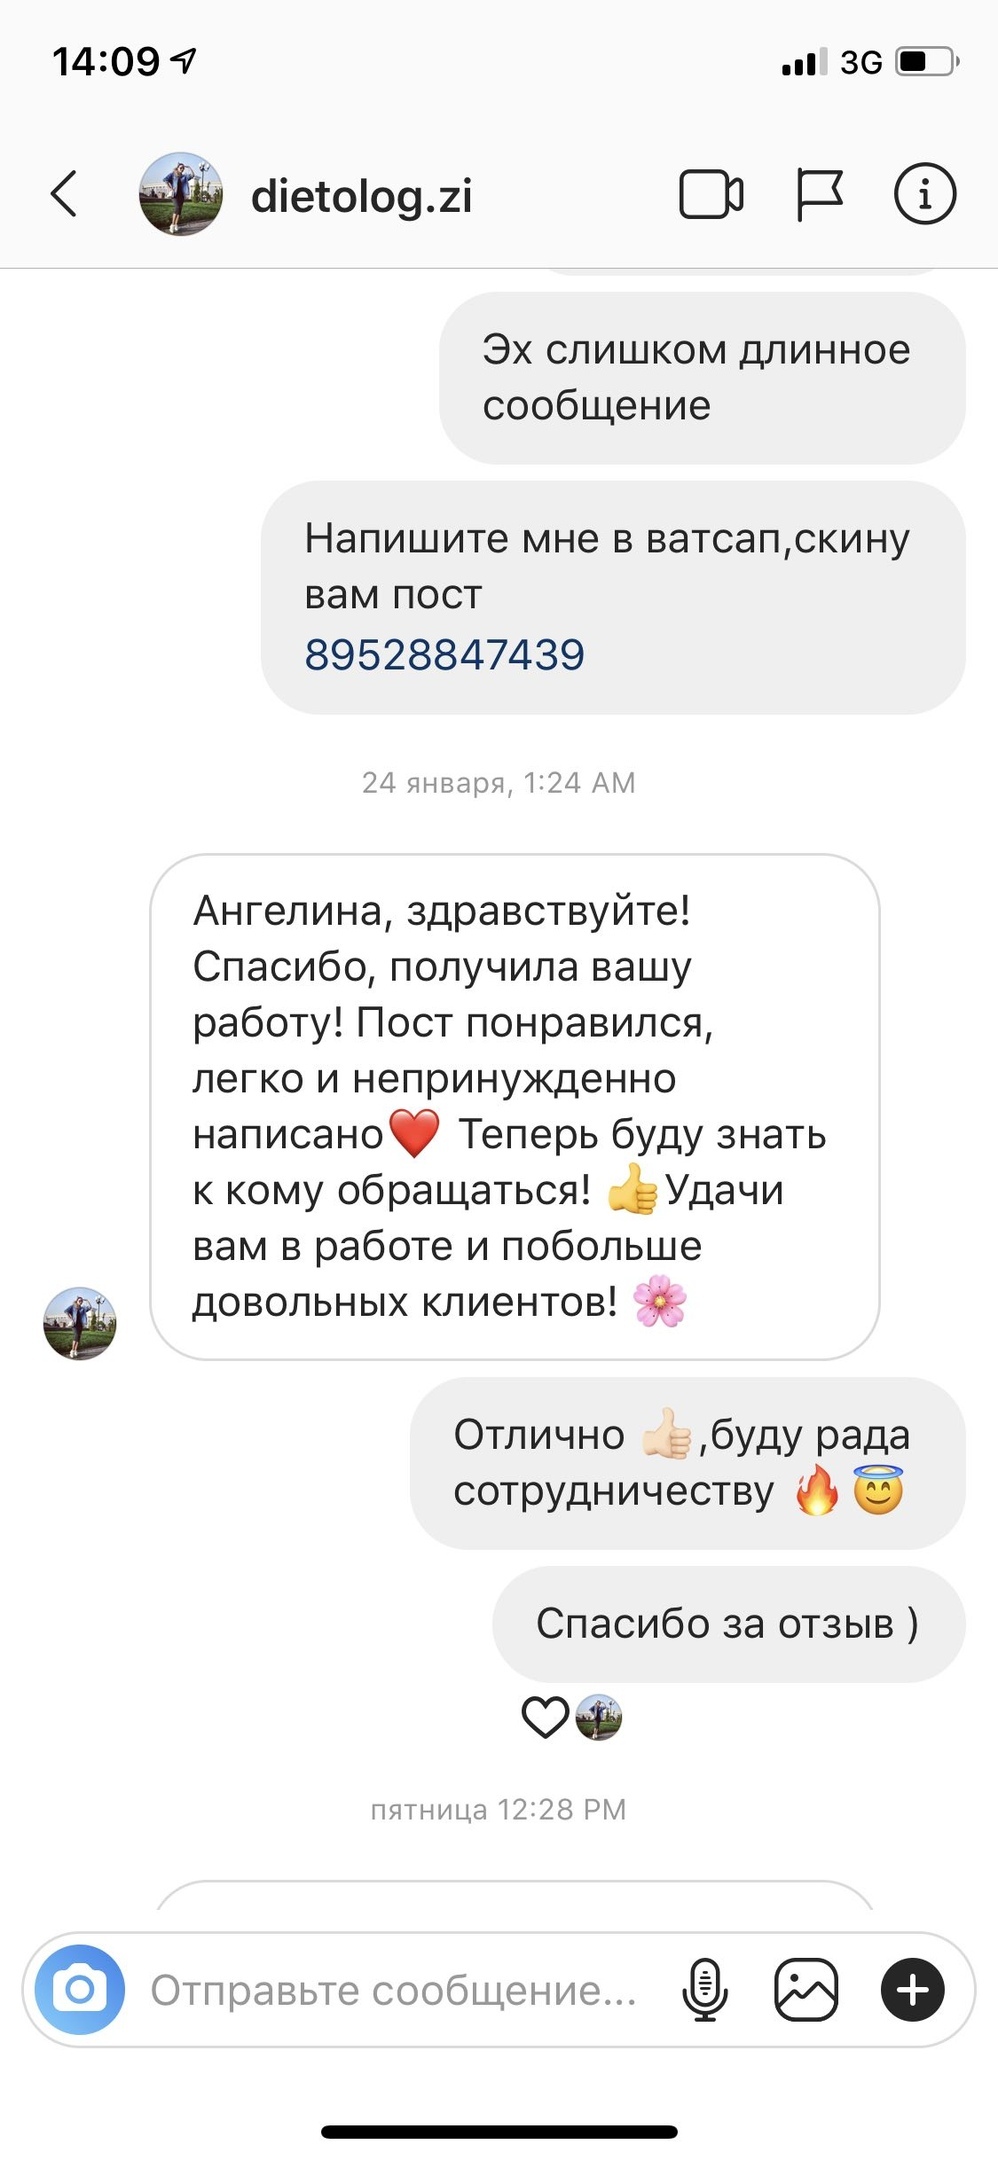 14:09
3G
dietolog.zi
Эх слишком длинное
сообщение
Напишите мне в ватсап,скину
вам пост
89528847439
24 января, 1:24 AM
Ангелина, здравствуйте!
Спасибо, получила вашу
работу! Пост понравился,
легко и непринужденно
написано❤️ Теперь буду знать
к кому обращаться! 👍Удачи
вам в работе и побольше
довольных клиентов! 🌸
Отлично 👍🏻,буду рада
сотрудничеству 🔥😇
Спасибо за отзыв )
пятница 12:28 PM
Отправьте сообщение...